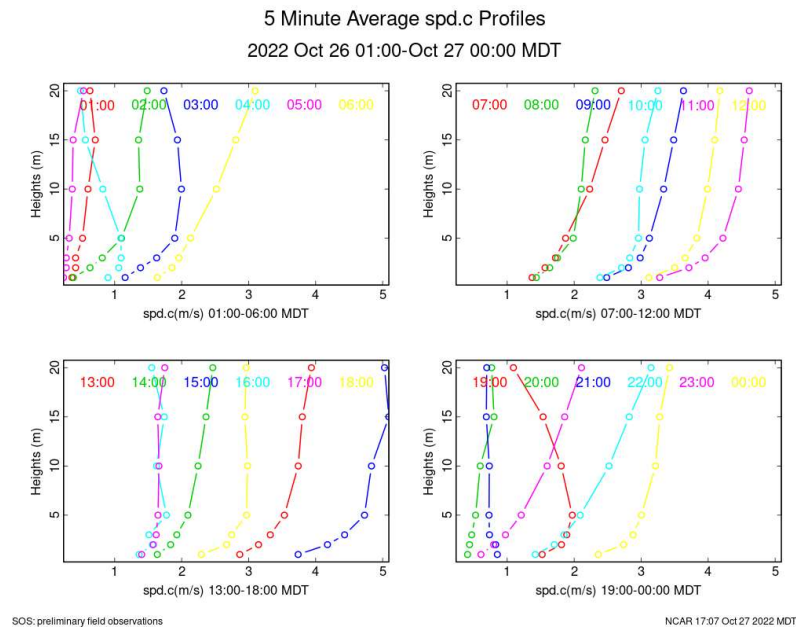 5 Minute Average spd.c Profiles
2022 Oct 26 01:00-Oct 27 00:00 MDT
20
15
10
5
Heights (m)
01:00 02:00 03:00 04:00 05:00 06:00
1 2 3 4 5
spd.c(m/s) 01:00-06:00 MDT
20
15
10
5
Heights (m)
07:00 08:00 09:00 10:00 11:00 12:00
1 2 3 4 5
spd.c(m/s) 07:00-12:00 MDT
20
15
10
5
Heights (m)
13:00 14:00 15:00 16:00 17:00 18:00
1 2 3 4 5
spd.c(m/s) 13:00-18:00 MDT
20
15
10
5
Heights (m)
19:00 20:00 21:00 22:00 23:00 00:00
1 2 3 4 5
spd.c(m/s) 19:00-00:00 MDT
SOS: preliminary field observations
NCAR 17:07 Oct 27 2022 MDT